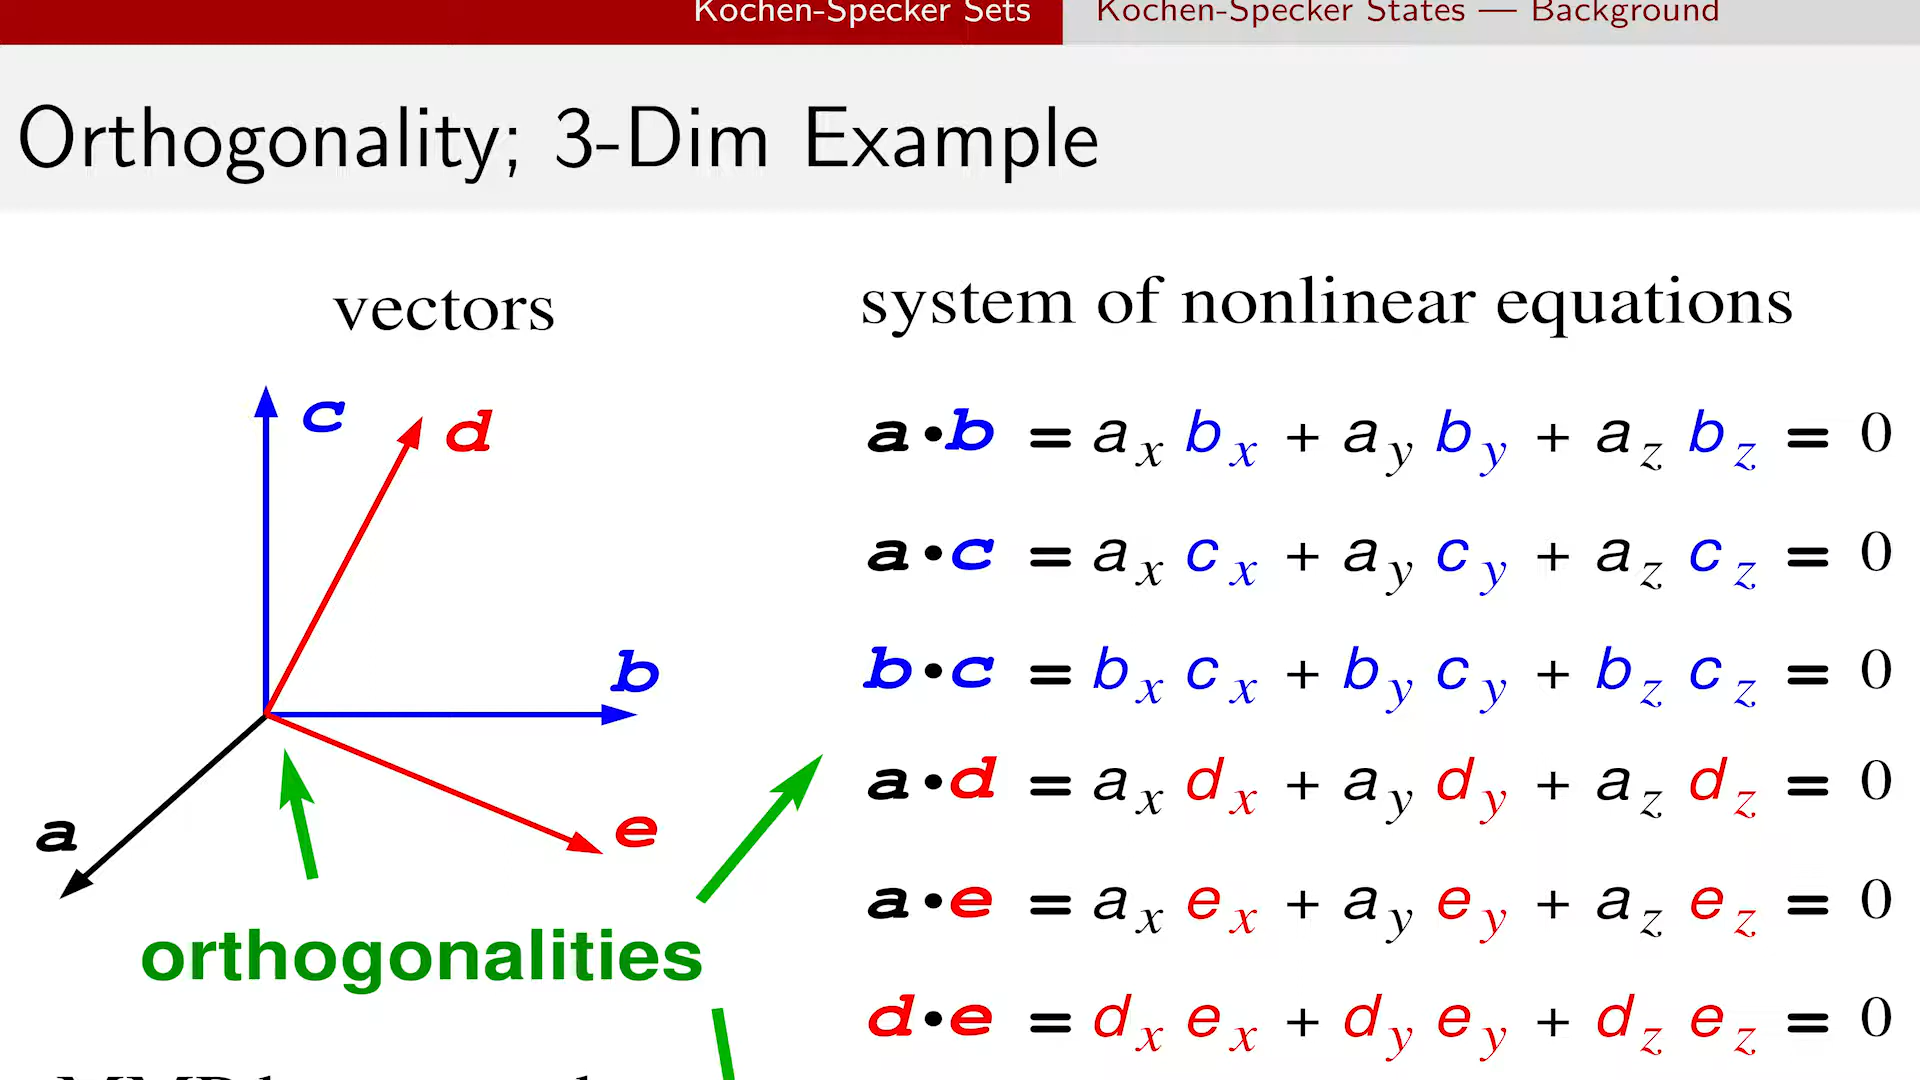 Kochen-Specker Sets Kochen-Specker States — Background
Orthogonality; 3-Dim Example
vectors
system of nonlinear equations
c
d
b
a
e
orthogonalities
a•b = aₓ bₓ + a_y b_y + a_z b_z = 0
a•c = aₓ cₓ + a_y c_y + a_z c_z = 0
b•c = bₓ cₓ + b_y c_y + b_z c_z = 0
a•d = aₓ dₓ + a_y d_y + a_z d_z = 0
a•e = aₓ eₓ + a_y e_y + a_z e_z = 0
d•e = dₓ eₓ + d_y e_y + d_z e_z = 0